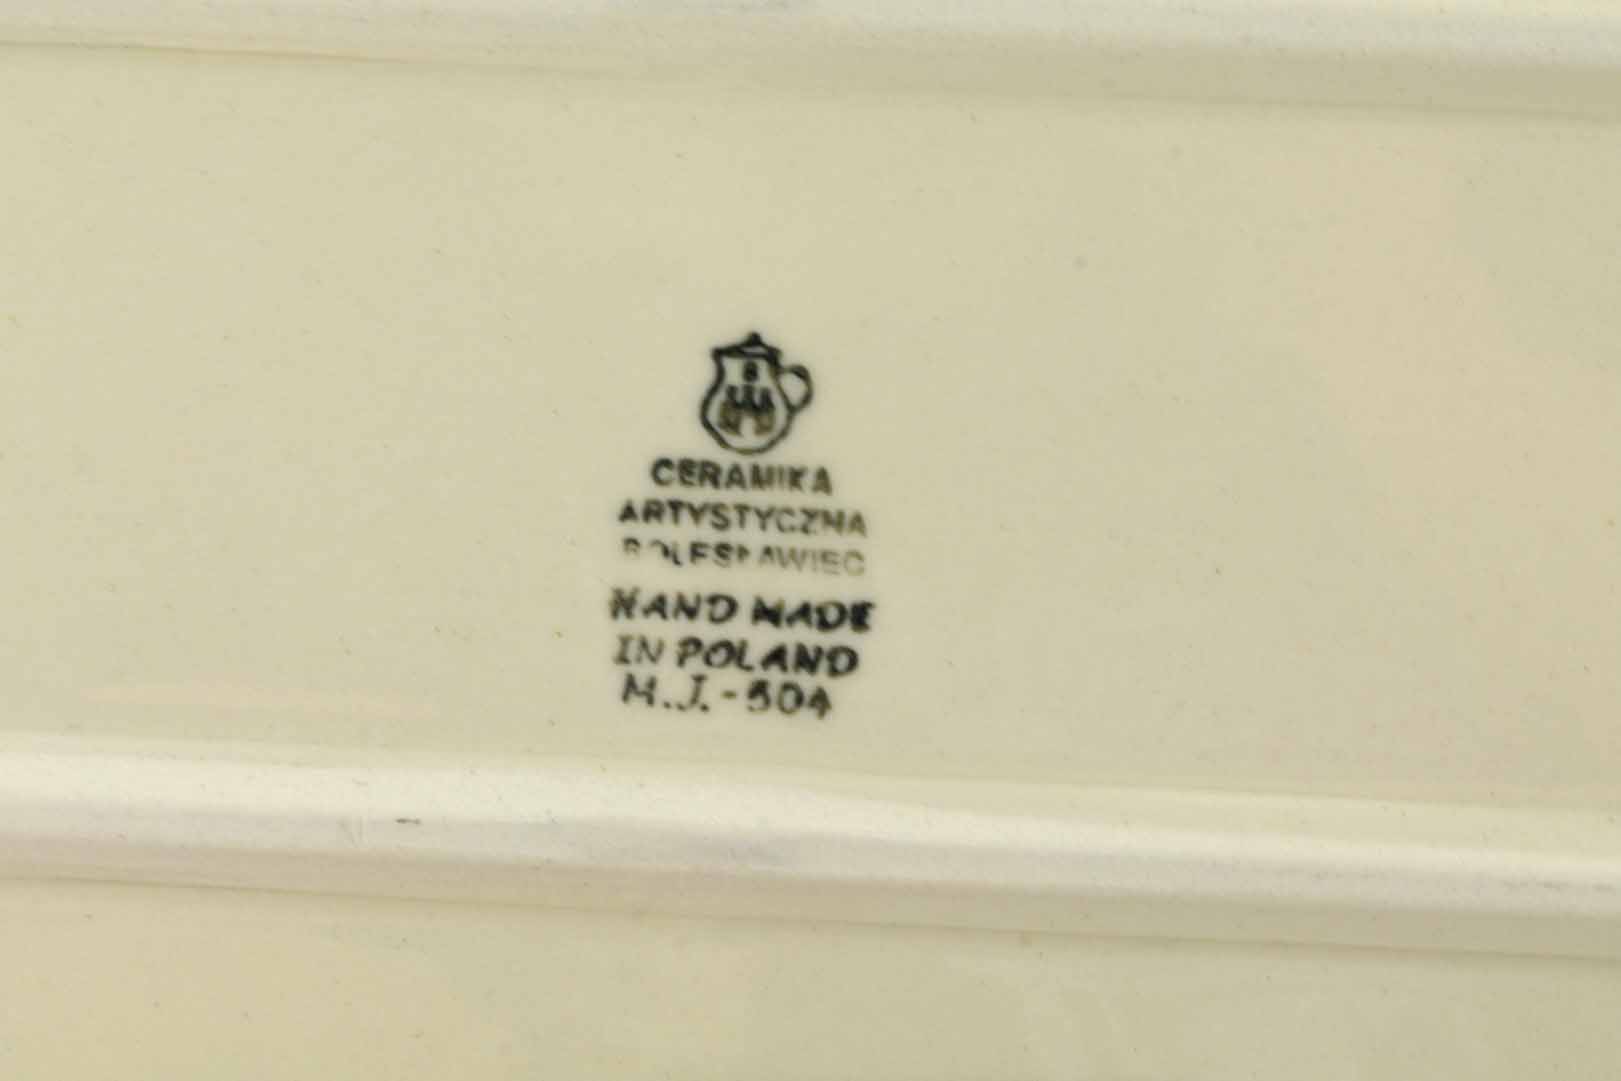 B
CERAMIKA
ARTYSTYCZNA
BOLESŁAWIEC
HAND MADE
IN POLAND
M.J.-504